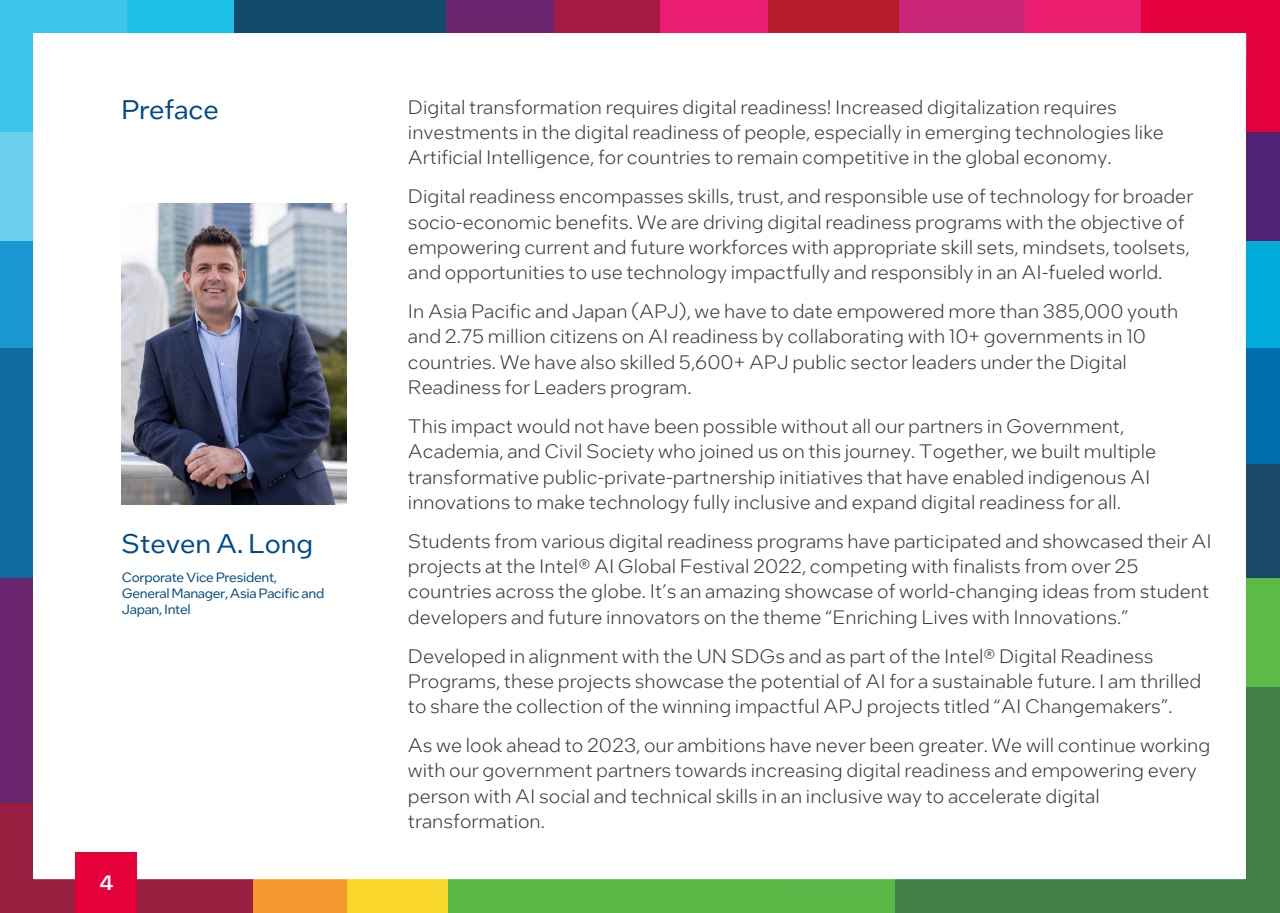 Preface
Steven A. Long
Corporate Vice President,
General Manager, Asia Pacific and
Japan, Intel
Digital transformation requires digital readiness! Increased digitalization requires
investments in the digital readiness of people, especially in emerging technologies like
Artificial Intelligence, for countries to remain competitive in the global economy.
Digital readiness encompasses skills, trust, and responsible use of technology for broader
socio-economic benefits. We are driving digital readiness programs with the objective of
empowering current and future workforces with appropriate skill sets, mindsets, toolsets,
and opportunities to use technology impactfully and responsibly in an AI-fueled world.
In Asia Pacific and Japan (APJ), we have to date empowered more than 385,000 youth
and 2.75 million citizens on AI readiness by collaborating with 10+ governments in 10
countries. We have also skilled 5,600+ APJ public sector leaders under the Digital
Readiness for Leaders program.
This impact would not have been possible without all our partners in Government,
Academia, and Civil Society who joined us on this journey. Together, we built multiple
transformative public-private-partnership initiatives that have enabled indigenous AI
innovations to make technology fully inclusive and expand digital readiness for all.
Students from various digital readiness programs have participated and showcased their AI
projects at the Intel® AI Global Festival 2022, competing with finalists from over 25
countries across the globe. It’s an amazing showcase of world-changing ideas from student
developers and future innovators on the theme “Enriching Lives with Innovations.”
Developed in alignment with the UN SDGs and as part of the Intel® Digital Readiness
Programs, these projects showcase the potential of AI for a sustainable future. I am thrilled
to share the collection of the winning impactful APJ projects titled “AI Changemakers”.
As we look ahead to 2023, our ambitions have never been greater. We will continue working
with our government partners towards increasing digital readiness and empowering every
person with AI social and technical skills in an inclusive way to accelerate digital
transformation.
4